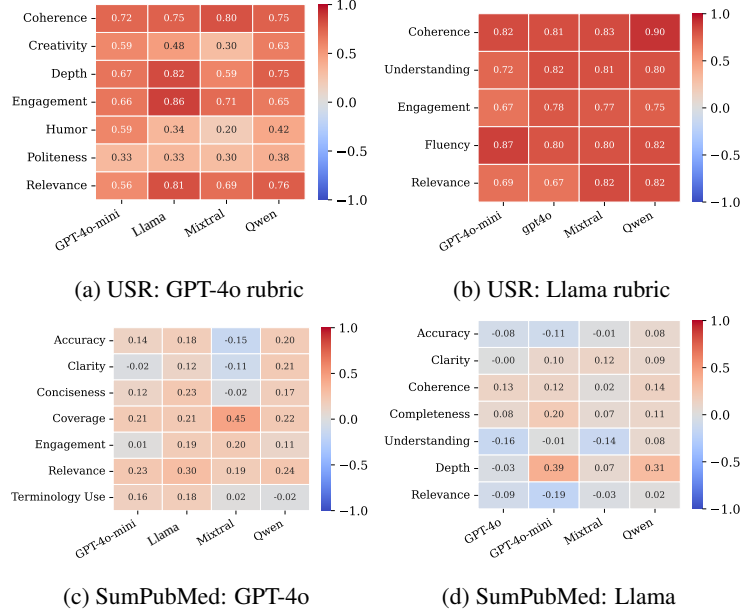 Coherence 0.72 0.75 0.80 0.75
Creativity 0.59 0.48 0.30 0.63
Depth 0.67 0.82 0.59 0.75
Engagement 0.66 0.86 0.71 0.65
Humor 0.59 0.34 0.20 0.42
Politeness 0.33 0.33 0.30 0.38
Relevance 0.56 0.81 0.69 0.76
GPT-4o-mini Llama Mixtral Qwen
1.0
0.5
0.0
−0.5
−1.0
(a) USR: GPT-4o rubric
Coherence 0.82 0.81 0.83 0.90
Understanding 0.72 0.82 0.81 0.80
Engagement 0.67 0.78 0.77 0.75
Fluency 0.87 0.80 0.80 0.82
Relevance 0.69 0.67 0.82 0.82
GPT-4o-mini gpt4o Mixtral Qwen
1.0
0.5
0.0
−0.5
−1.0
(b) USR: Llama rubric
Accuracy 0.14 0.18 -0.15 0.20
Clarity -0.02 0.12 -0.11 0.21
Conciseness 0.12 0.23 -0.02 0.17
Coverage 0.21 0.21 0.45 0.22
Engagement 0.01 0.19 0.20 0.11
Relevance 0.23 0.30 0.19 0.24
Terminology Use 0.16 0.18 0.02 -0.02
GPT-4o-mini Llama Mixtral Qwen
1.0
0.5
0.0
−0.5
−1.0
(c) SumPubMed: GPT-4o
Accuracy -0.08 -0.11 -0.01 0.08
Clarity -0.00 0.10 0.12 0.09
Coherence 0.13 0.12 0.02 0.14
Completeness 0.08 0.20 0.07 0.11
Understanding -0.16 -0.01 -0.14 0.08
Depth -0.03 0.39 0.07 0.31
Relevance -0.09 -0.19 -0.03 0.02
GPT-4o GPT-4o-mini Mixtral Qwen
1.0
0.5
0.0
−0.5
−1.0
(d) SumPubMed: Llama